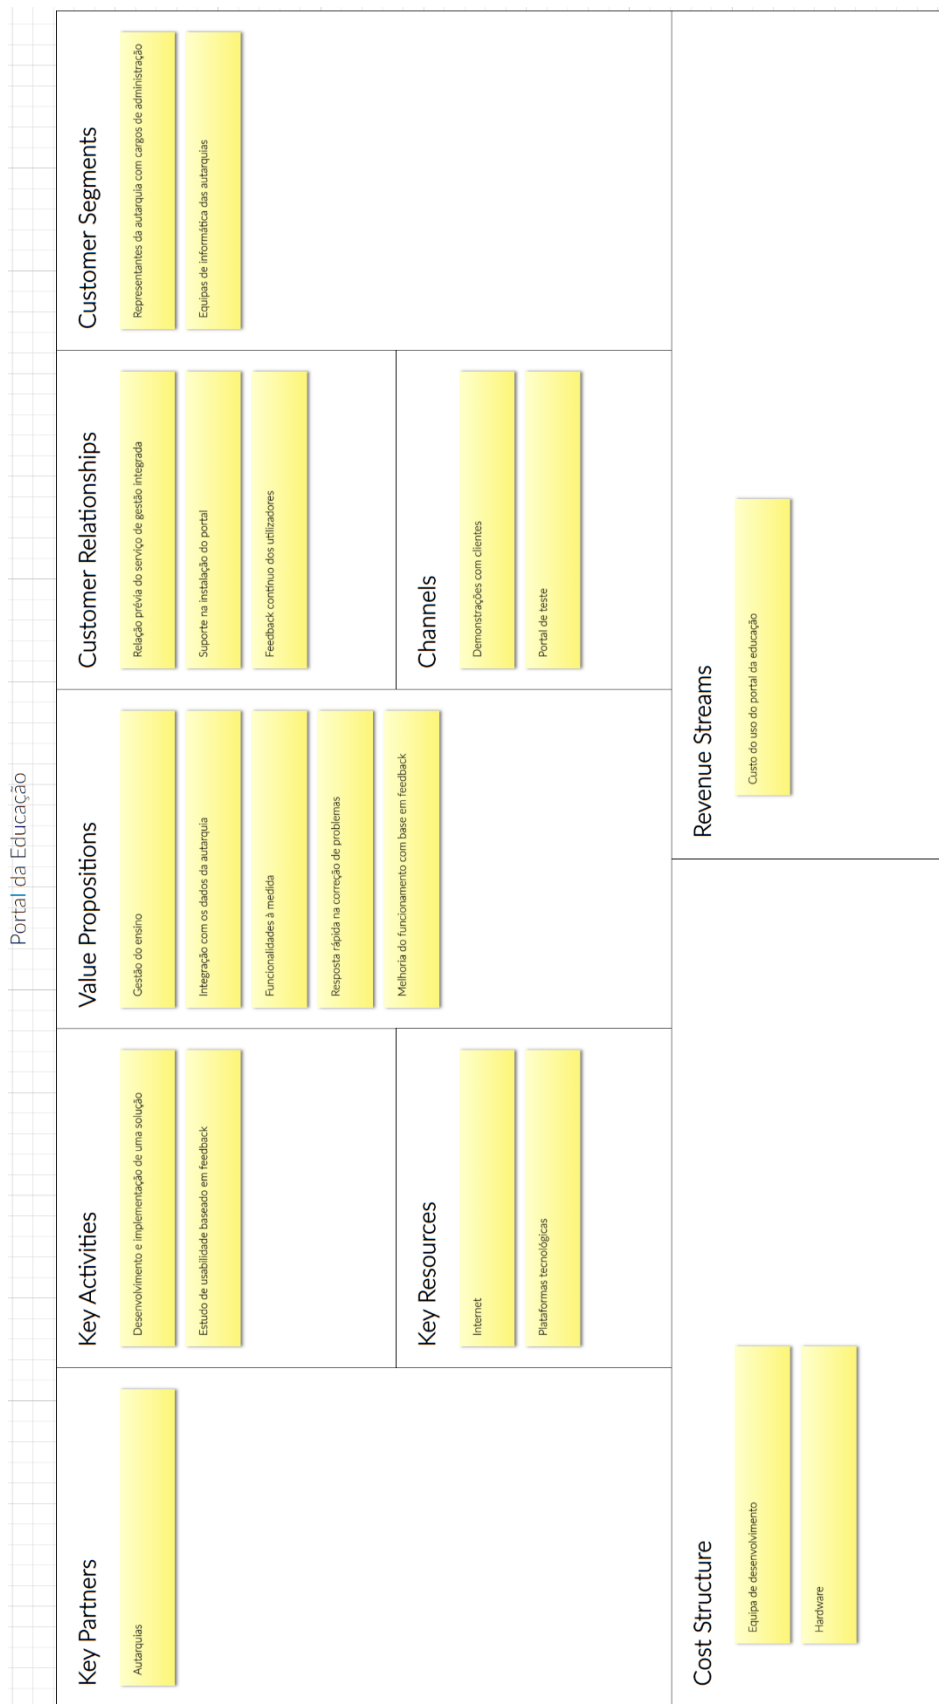 Portal da Educação
Key Partners
Autarquias
Key Activities
Desenvolvimento e implementação de uma solução
Estudo de usabilidade baseado em feedback
Key Resources
Internet
Plataformas tecnológicas
Value Propositions
Gestão do ensino
Integração com os dados da autarquia
Funcionalidades à medida
Resposta rápida na correção de problemas
Melhoria do funcionamento com base em feedback
Customer Relationships
Relação prévia do serviço de gestão integrada
Suporte na instalação do portal
Feedback contínuo dos utilizadores
Channels
Demonstrações com clientes
Portal de teste
Customer Segments
Representantes da autarquia com cargos de administração
Equipas de informática das autarquias
Cost Structure
Equipa de desenvolvimento
Hardware
Revenue Streams
Custo do uso do portal da educação